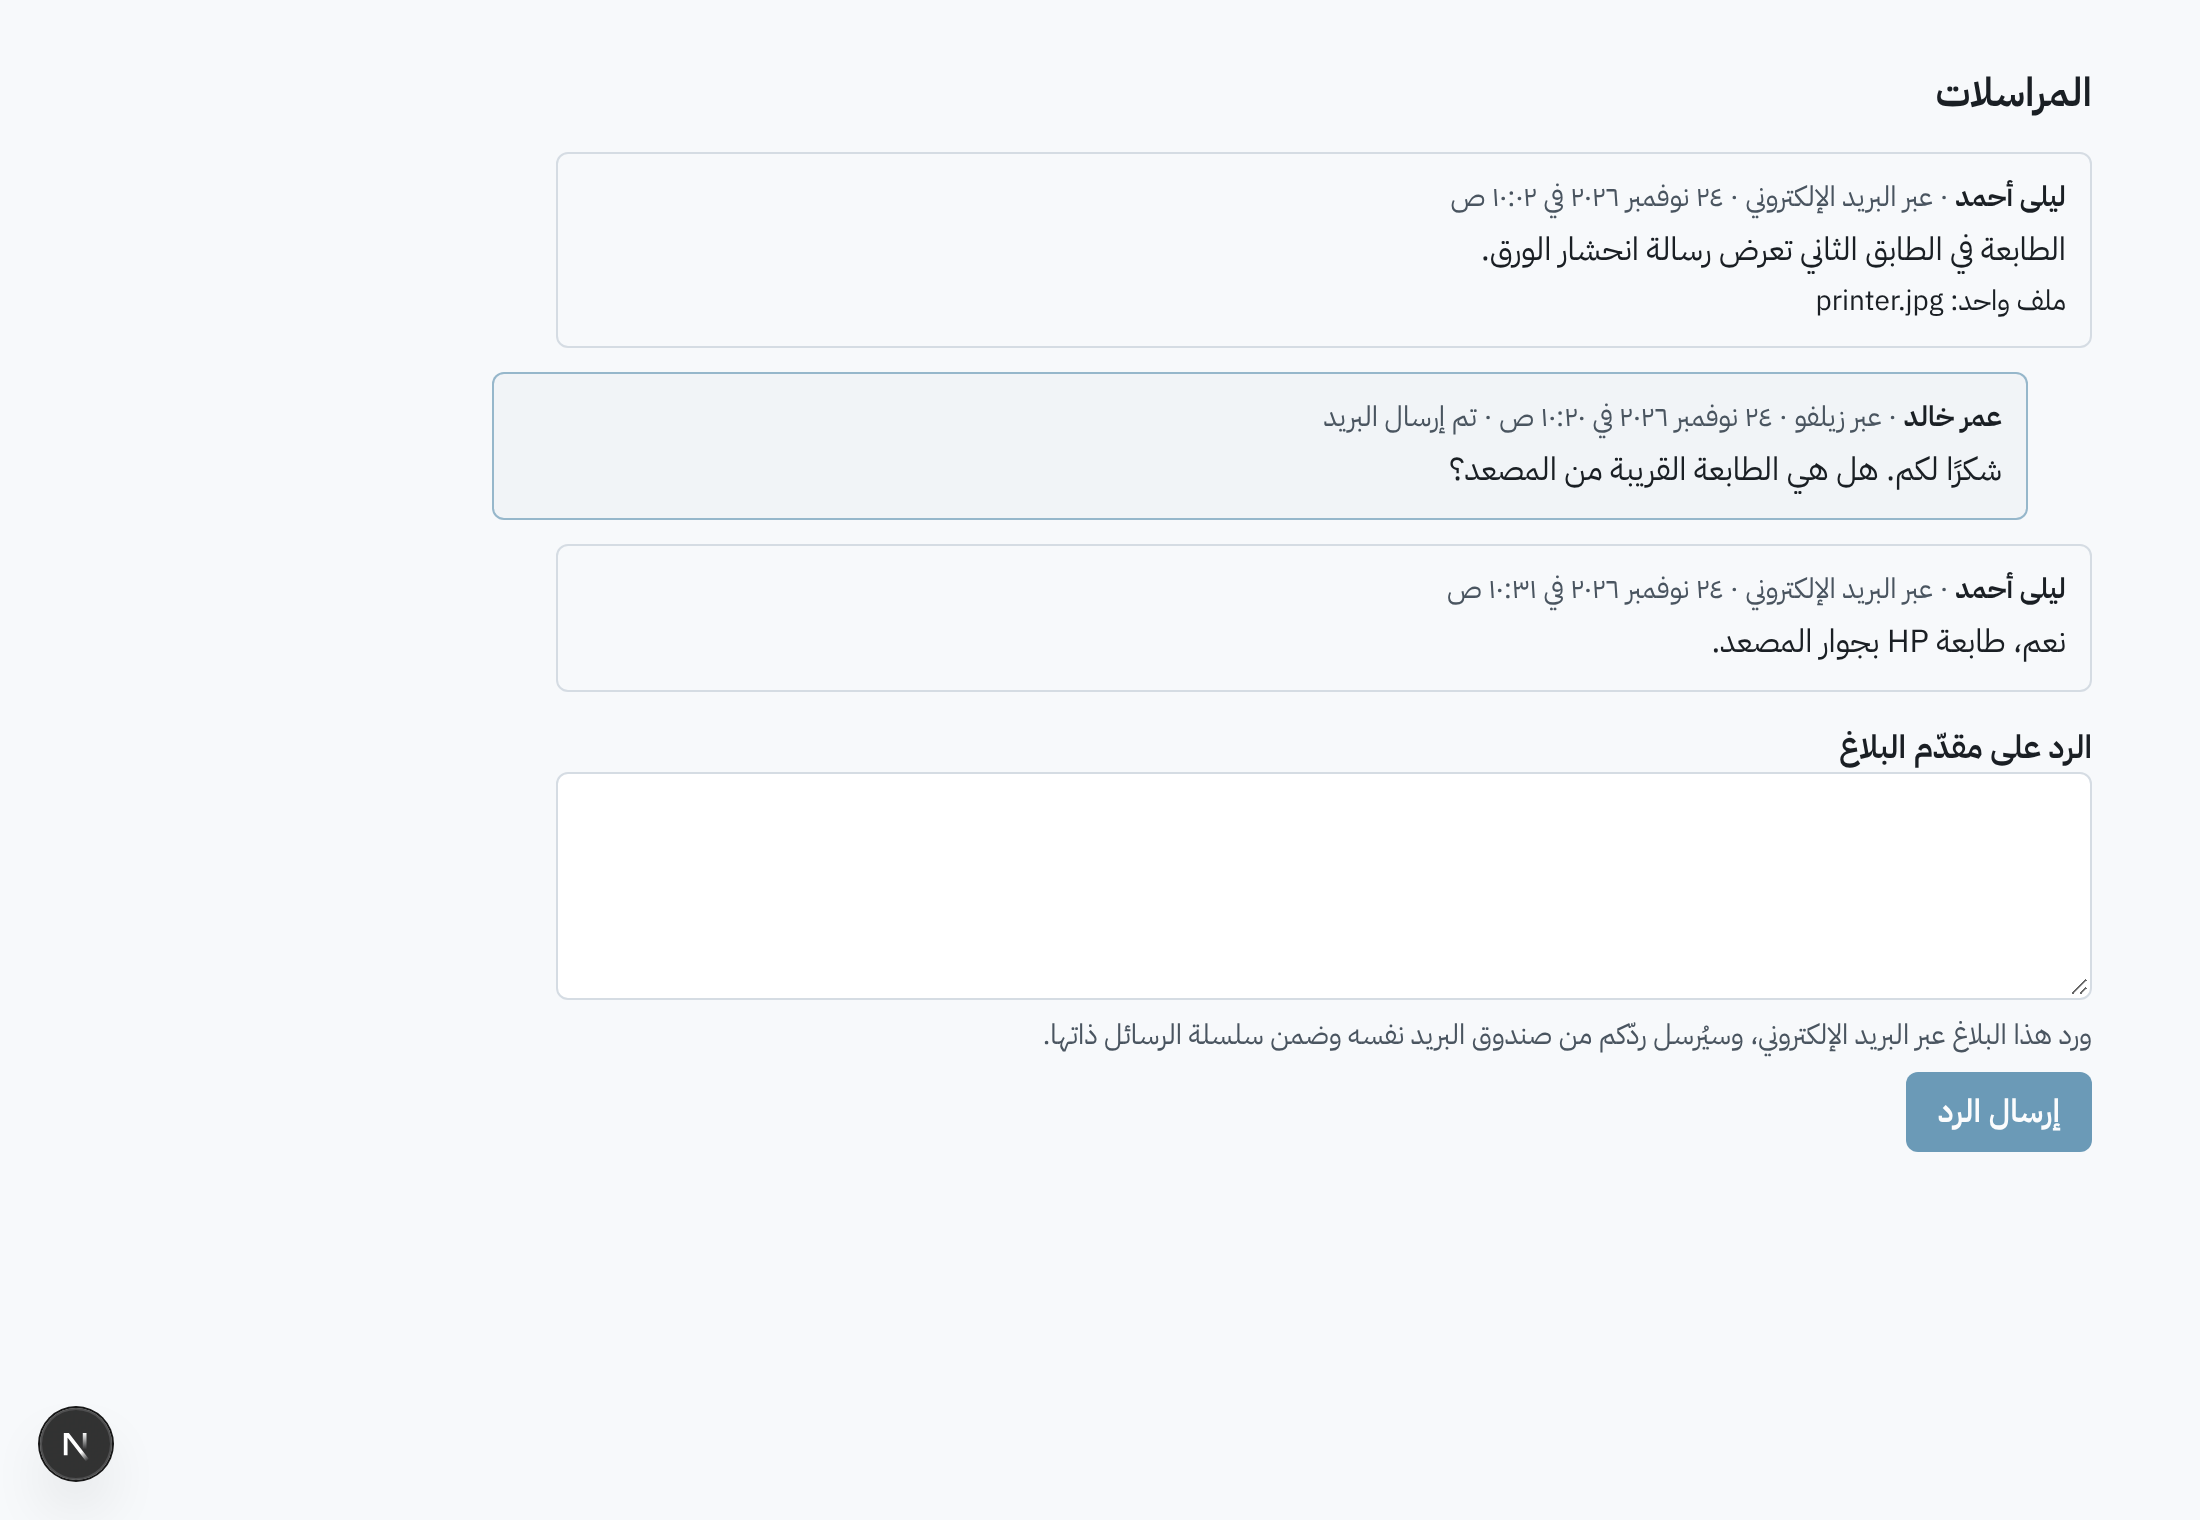 المراسلات
ليلى أحمد · عبر البريد الإلكتروني · ٢٤ نوفمبر ٢٠٢٦ في ١٠:٠٢ ص
الطابعة في الطابق الثاني تعرض رسالة انحشار الورق.
ملف واحد: printer.jpg
عمر خالد · عبر زيلفو · ٢٤ نوفمبر ٢٠٢٦ في ١٠:٢٠ ص · تم إرسال البريد
شكرًا لكم. هل هي الطابعة القريبة من المصعد؟
ليلى أحمد · عبر البريد الإلكتروني · ٢٤ نوفمبر ٢٠٢٦ في ١٠:٣١ ص
نعم، طابعة HP بجوار المصعد.
الرد على مقدّم البلاغ
ورد هذا البلاغ عبر البريد الإلكتروني، وسيُرسل ردّكم من صندوق البريد نفسه وضمن سلسلة الرسائل ذاتها.
إرسال الرد
N